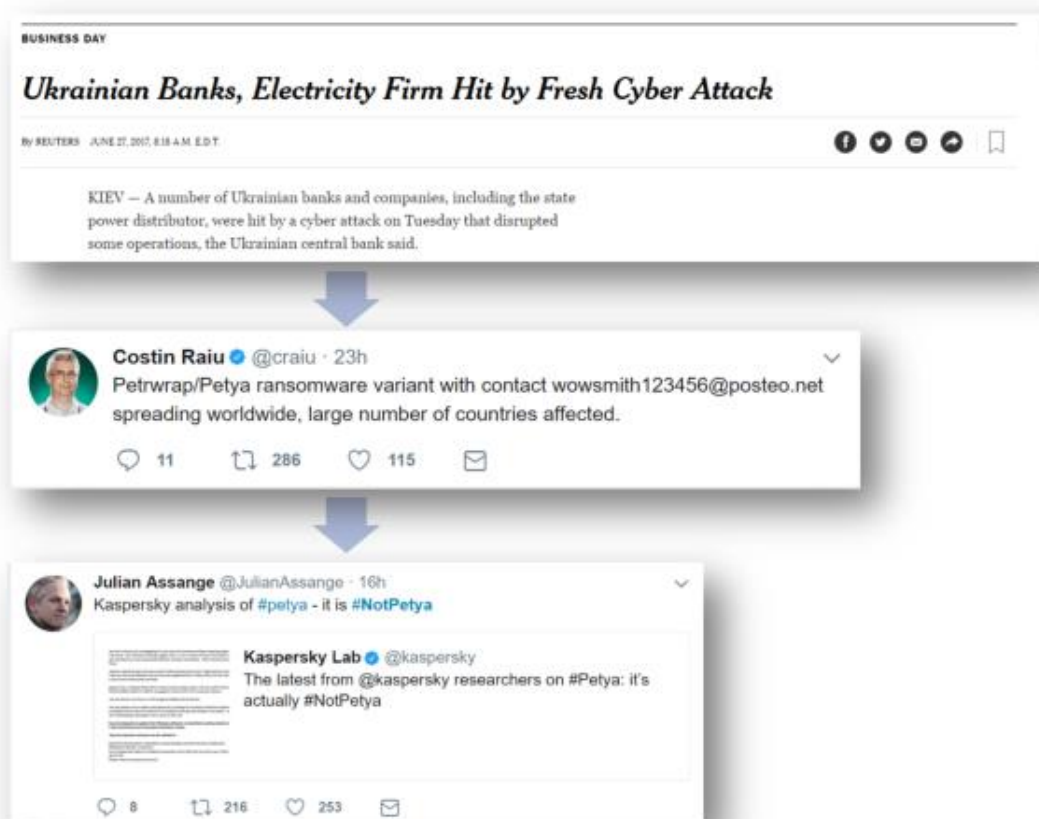 BUSINESS DAY
Ukrainian Banks, Electricity Firm Hit by Fresh Cyber Attack
By REUTERS JUNE 27, 2017, 8:18 A.M. E.D.T.
KIEV — A number of Ukrainian banks and companies, including the state
power distributor, were hit by a cyber attack on Tuesday that disrupted
some operations, the Ukrainian central bank said.
Costin Raiu @craiu · 23h
Petrwrap/Petya ransomware variant with contact wowsmith123456@posteo.net
spreading worldwide, large number of countries affected.
11 286 115
Julian Assange @JulianAssange · 16h
Kaspersky analysis of #petya - it is #NotPetya
Kaspersky Lab @kaspersky
The latest from @kaspersky researchers on #Petya: it's
actually #NotPetya
8 216 253